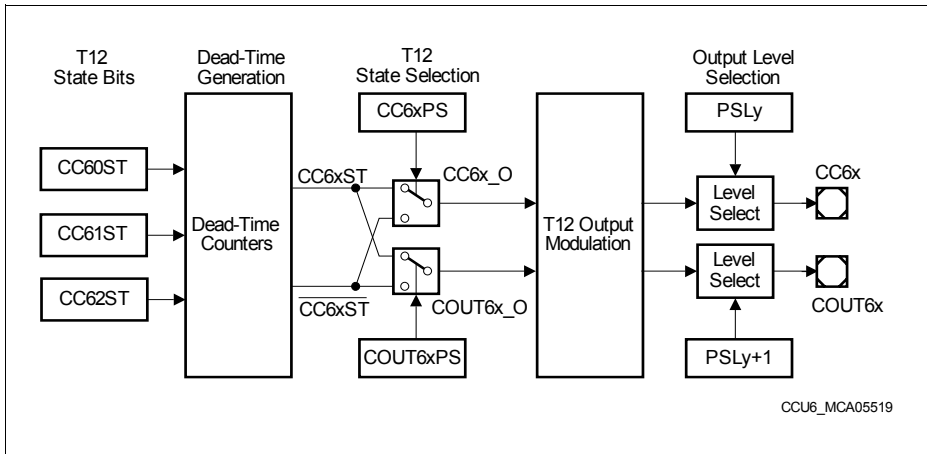 T12
State Bits
Dead-Time
Generation
T12
State Selection
Output Level
Selection
CC6xPS
PSLy
CC60ST
CC61ST
CC62ST
Dead-Time
Counters
CC6xST
CC6xST
CC6x_O
COUT6x_O
COUT6xPS
T12 Output
Modulation
Level
Select
Level
Select
CC6x
COUT6x
PSLy+1
CCU6_MCA05519